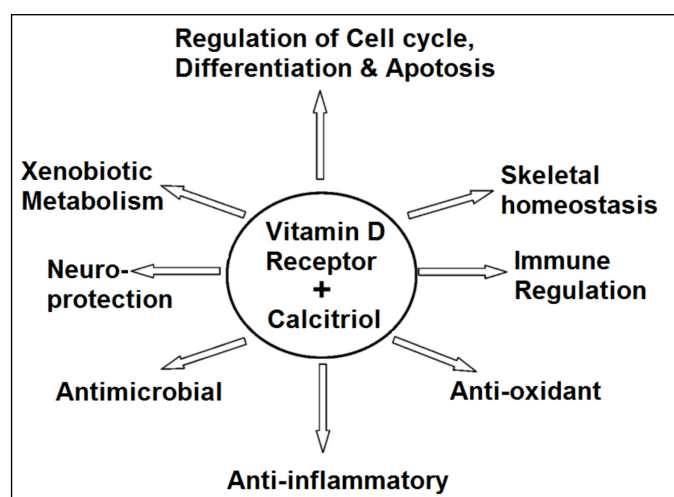 Regulation of Cell cycle,
Differentiation & Apotosis
Xenobiotic
Metabolism
Skeletal
homeostasis
Vitamin D
Receptor
+
Calcitriol
Neuro-
protection
Immune
Regulation
Antimicrobial
Anti-oxidant
Anti-inflammatory